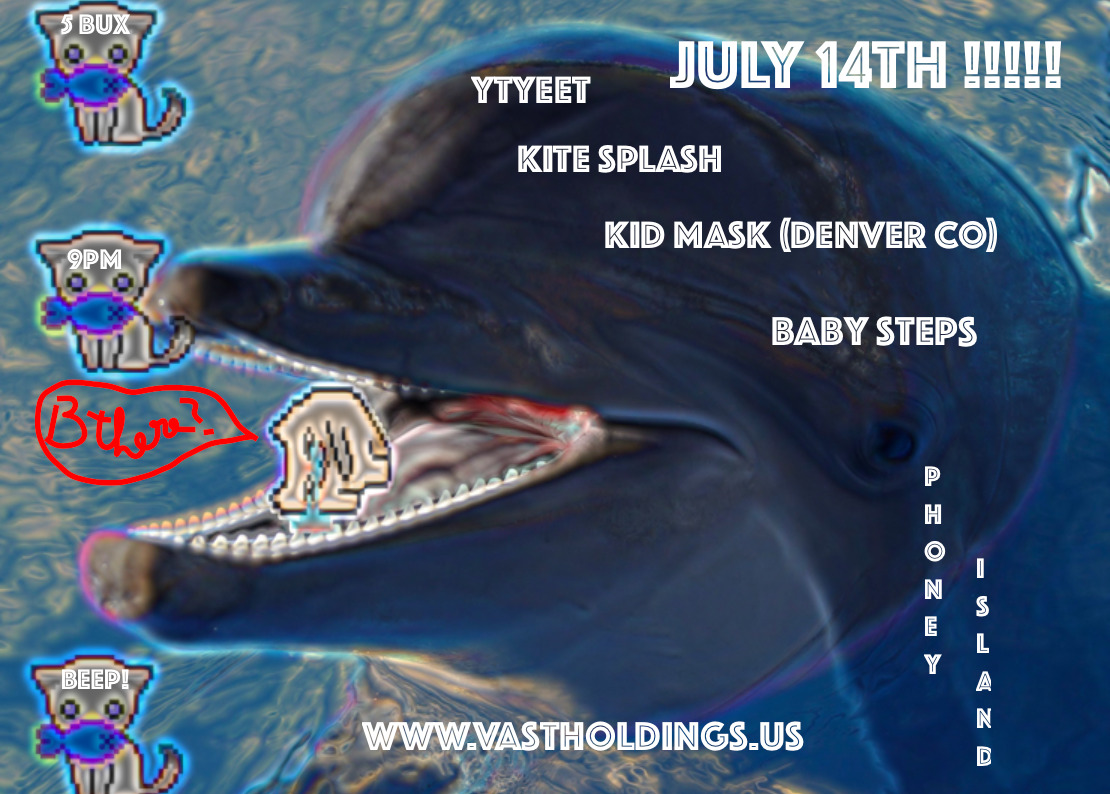 5 BUX
JULY 14TH !!!!!
YTYEET
KITE SPLASH
KID MASK (DENVER CO)
9PM
BABY STEPS
B there?
PHONEY
ISLAND
BEEP!
WWW.VASTHOLDINGS.US